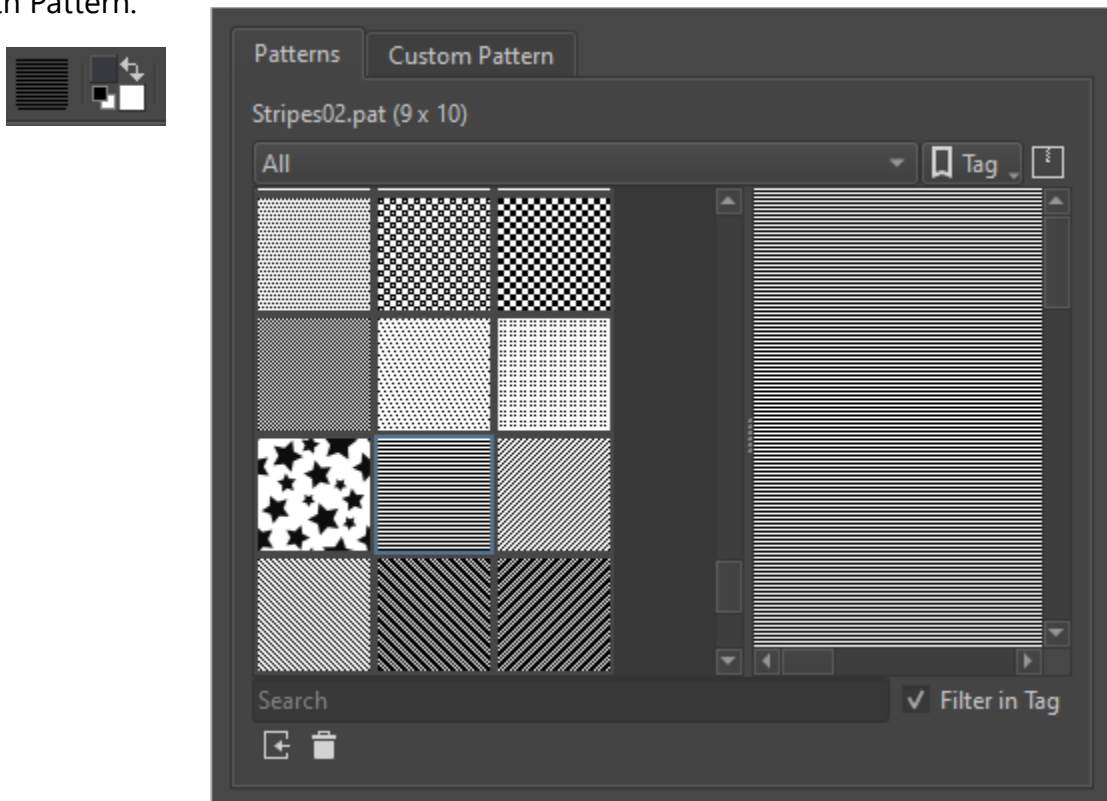 Pattern.
Patterns
Custom Pattern
Stripes02.pat (9 x 10)
All
Tag
Search
Filter in Tag